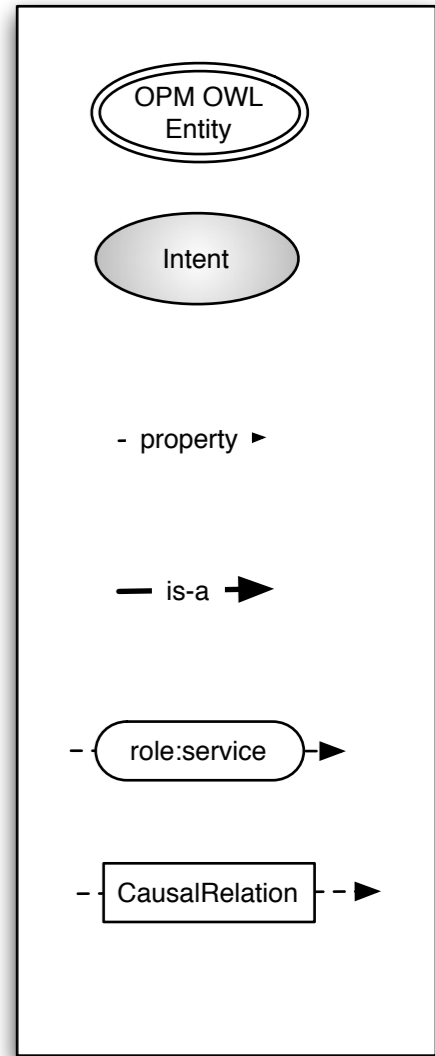 OPM OWL
Entity
Intent
property
is-a
role:service
CausalRelation